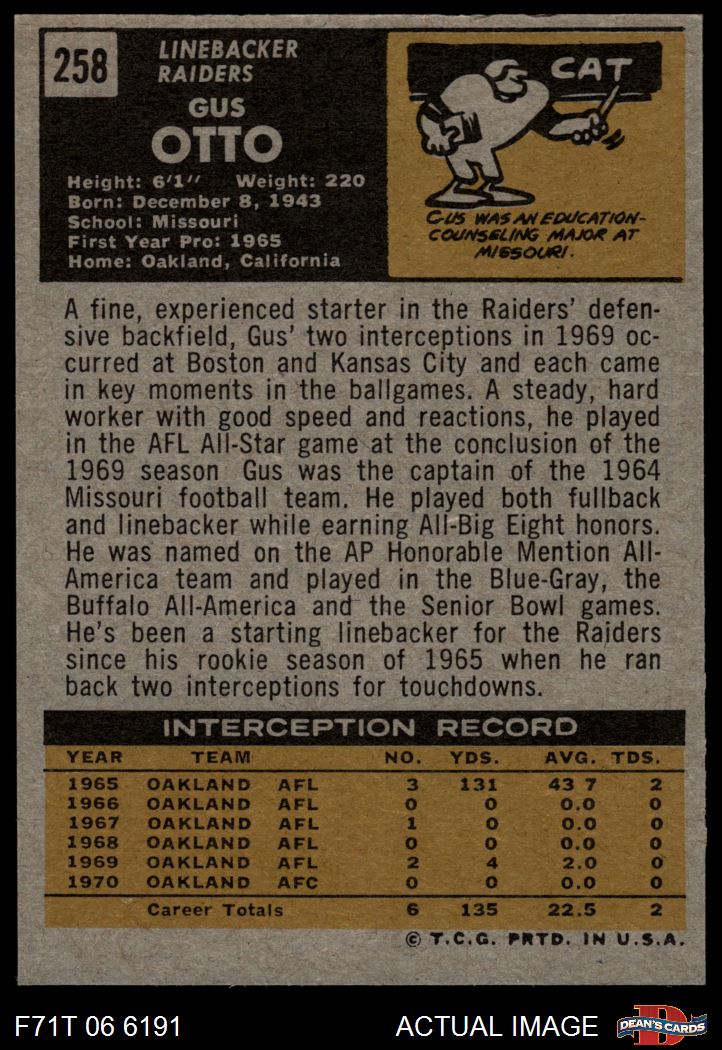 258
LINEBACKER
RAIDERS
GUS
OTTO
Height: 6'1" Weight: 220
Born: December 8, 1943
School: Missouri
First Year Pro: 1965
Home: Oakland, California
CAT
GUS WAS AN EDUCATION-
COUNSELING MAJOR AT
MISSOURI.
A fine, experienced starter in the Raiders' defen-
sive backfield, Gus' two interceptions in 1969 oc-
curred at Boston and Kansas City and each came
in key moments in the ballgames. A steady, hard
worker with good speed and reactions, he played
in the AFL All-Star game at the conclusion of the
1969 season Gus was the captain of the 1964
Missouri football team. He played both fullback
and linebacker while earning All-Big Eight honors.
He was named on the AP Honorable Mention All-
America team and played in the Blue-Gray, the
Buffalo All-America and the Senior Bowl games.
He's been a starting linebacker for the Raiders
since his rookie season of 1965 when he ran
back two interceptions for touchdowns.
INTERCEPTION RECORD
YEAR TEAM NO. YDS. AVG. TDS.
1965 OAKLAND AFL 3 131 43 7 2
1966 OAKLAND AFL 0 0 0.0 0
1967 OAKLAND AFL 1 0 0.0 0
1968 OAKLAND AFL 0 0 0.0 0
1969 OAKLAND AFL 2 4 2.0 0
1970 OAKLAND AFC 0 0 0.0 0
Career Totals 6 135 22.5 2
© T.C.G. PRTD. IN U.S.A.
F71T 06 6191 ACTUAL IMAGE
D
DEAN'S CARDS